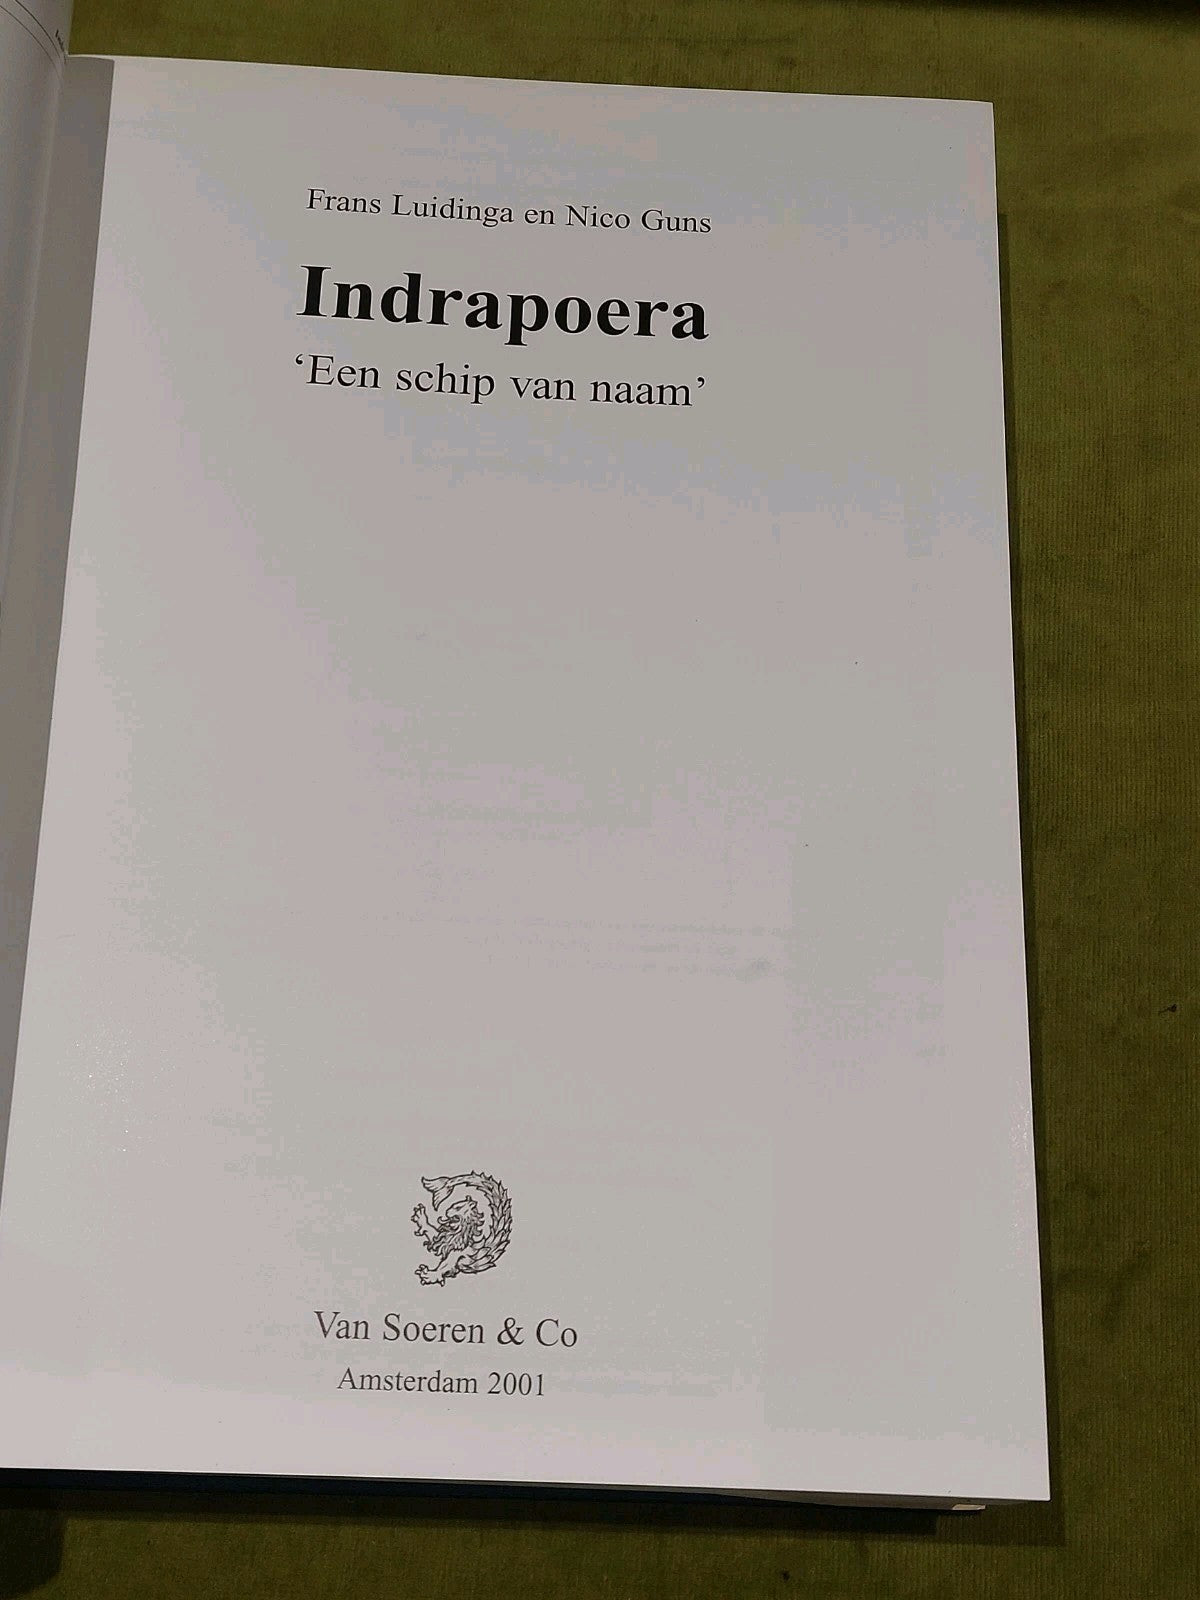 Frans Luidinga en Nico Guns
Indrapoera
‘Een schip van naam’
Van Soeren & Co
Amsterdam 2001